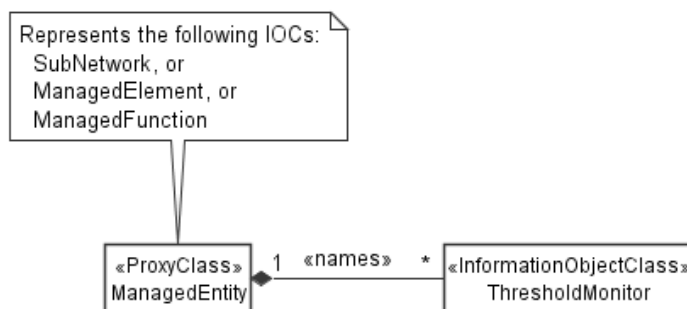 Represents the following IOCs:
SubNetwork, or
ManagedElement, or
ManagedFunction
«ProxyClass»
ManagedEntity
1 «names» *
«InformationObjectClass»
ThresholdMonitor